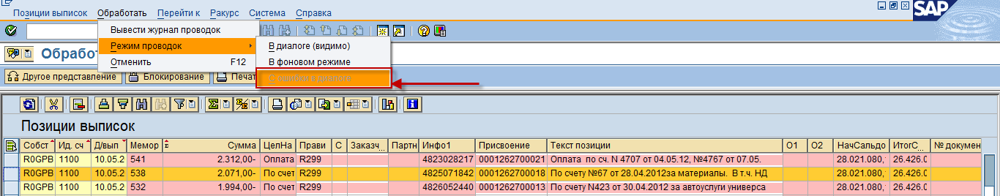 Позиции выписок Обработать Перейти к Ракурс Система Справка
SAP
Вывести журнал проводок
Режим проводок В диалоге (видимо)
Обработ
Отменить F12 В фоновом режиме
Другое представление Блокирование Печат С ошибки в диалоге
Позиции выписок
Собст Ид. сч Д/вып Мемор Сумма ЦелНа Прави С Заказч... Партн Инфо1 Присвоение Текст позиции О1 О2 НачСальдо ИтогС... № докумен
R0GPB 1100 10.05.2 541 2.312,00- Оплата R299 4823028217 0001262700021 Оплата по сч. N 4707 от 04.05.12, №4767 от 07.05. 28.021.080, 26.426.0
R0GPB 1100 10.05.2 538 2.071,00- По счет R299 4825071842 0001262700018 По счету №67 от 28.04.2012за материалы. В т.ч. НД 28.021.080, 26.426.0
R0GPB 1100 10.05.2 532 1.994,00- По счет R299 4826052440 0001262700013 По счету N423 от 30.04.2012 за автоуслуги универса 28.021.080, 26.426.0